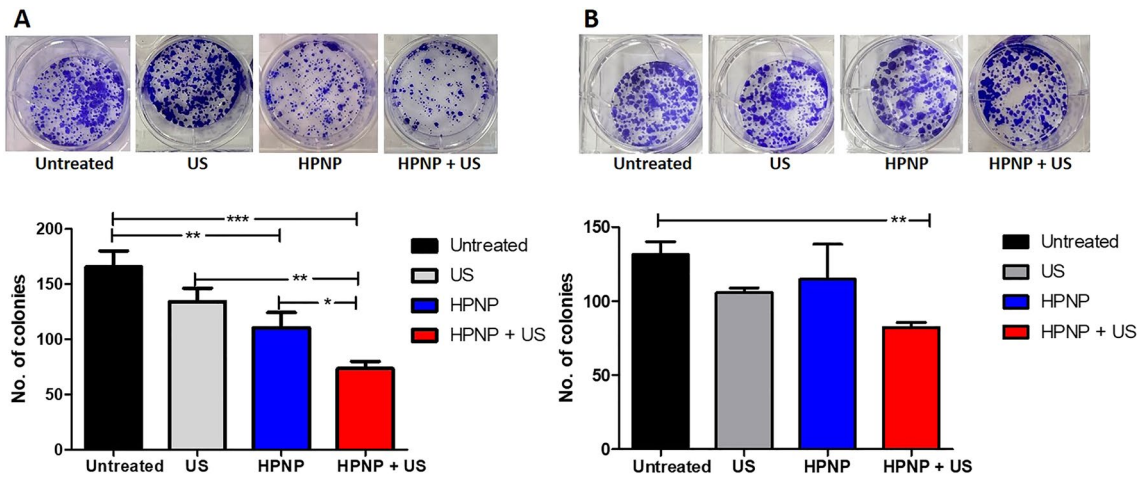 A
Untreated US HPNP HPNP + US
***
**
**
*
200
150
100
50
0
No. of colonies
Untreated US HPNP HPNP + US
Untreated
US
HPNP
HPNP + US
B
Untreated US HPNP HPNP + US
**
150
100
50
0
No. of colonies
Untreated US HPNP HPNP + US
Untreated
US
HPNP
HPNP + US